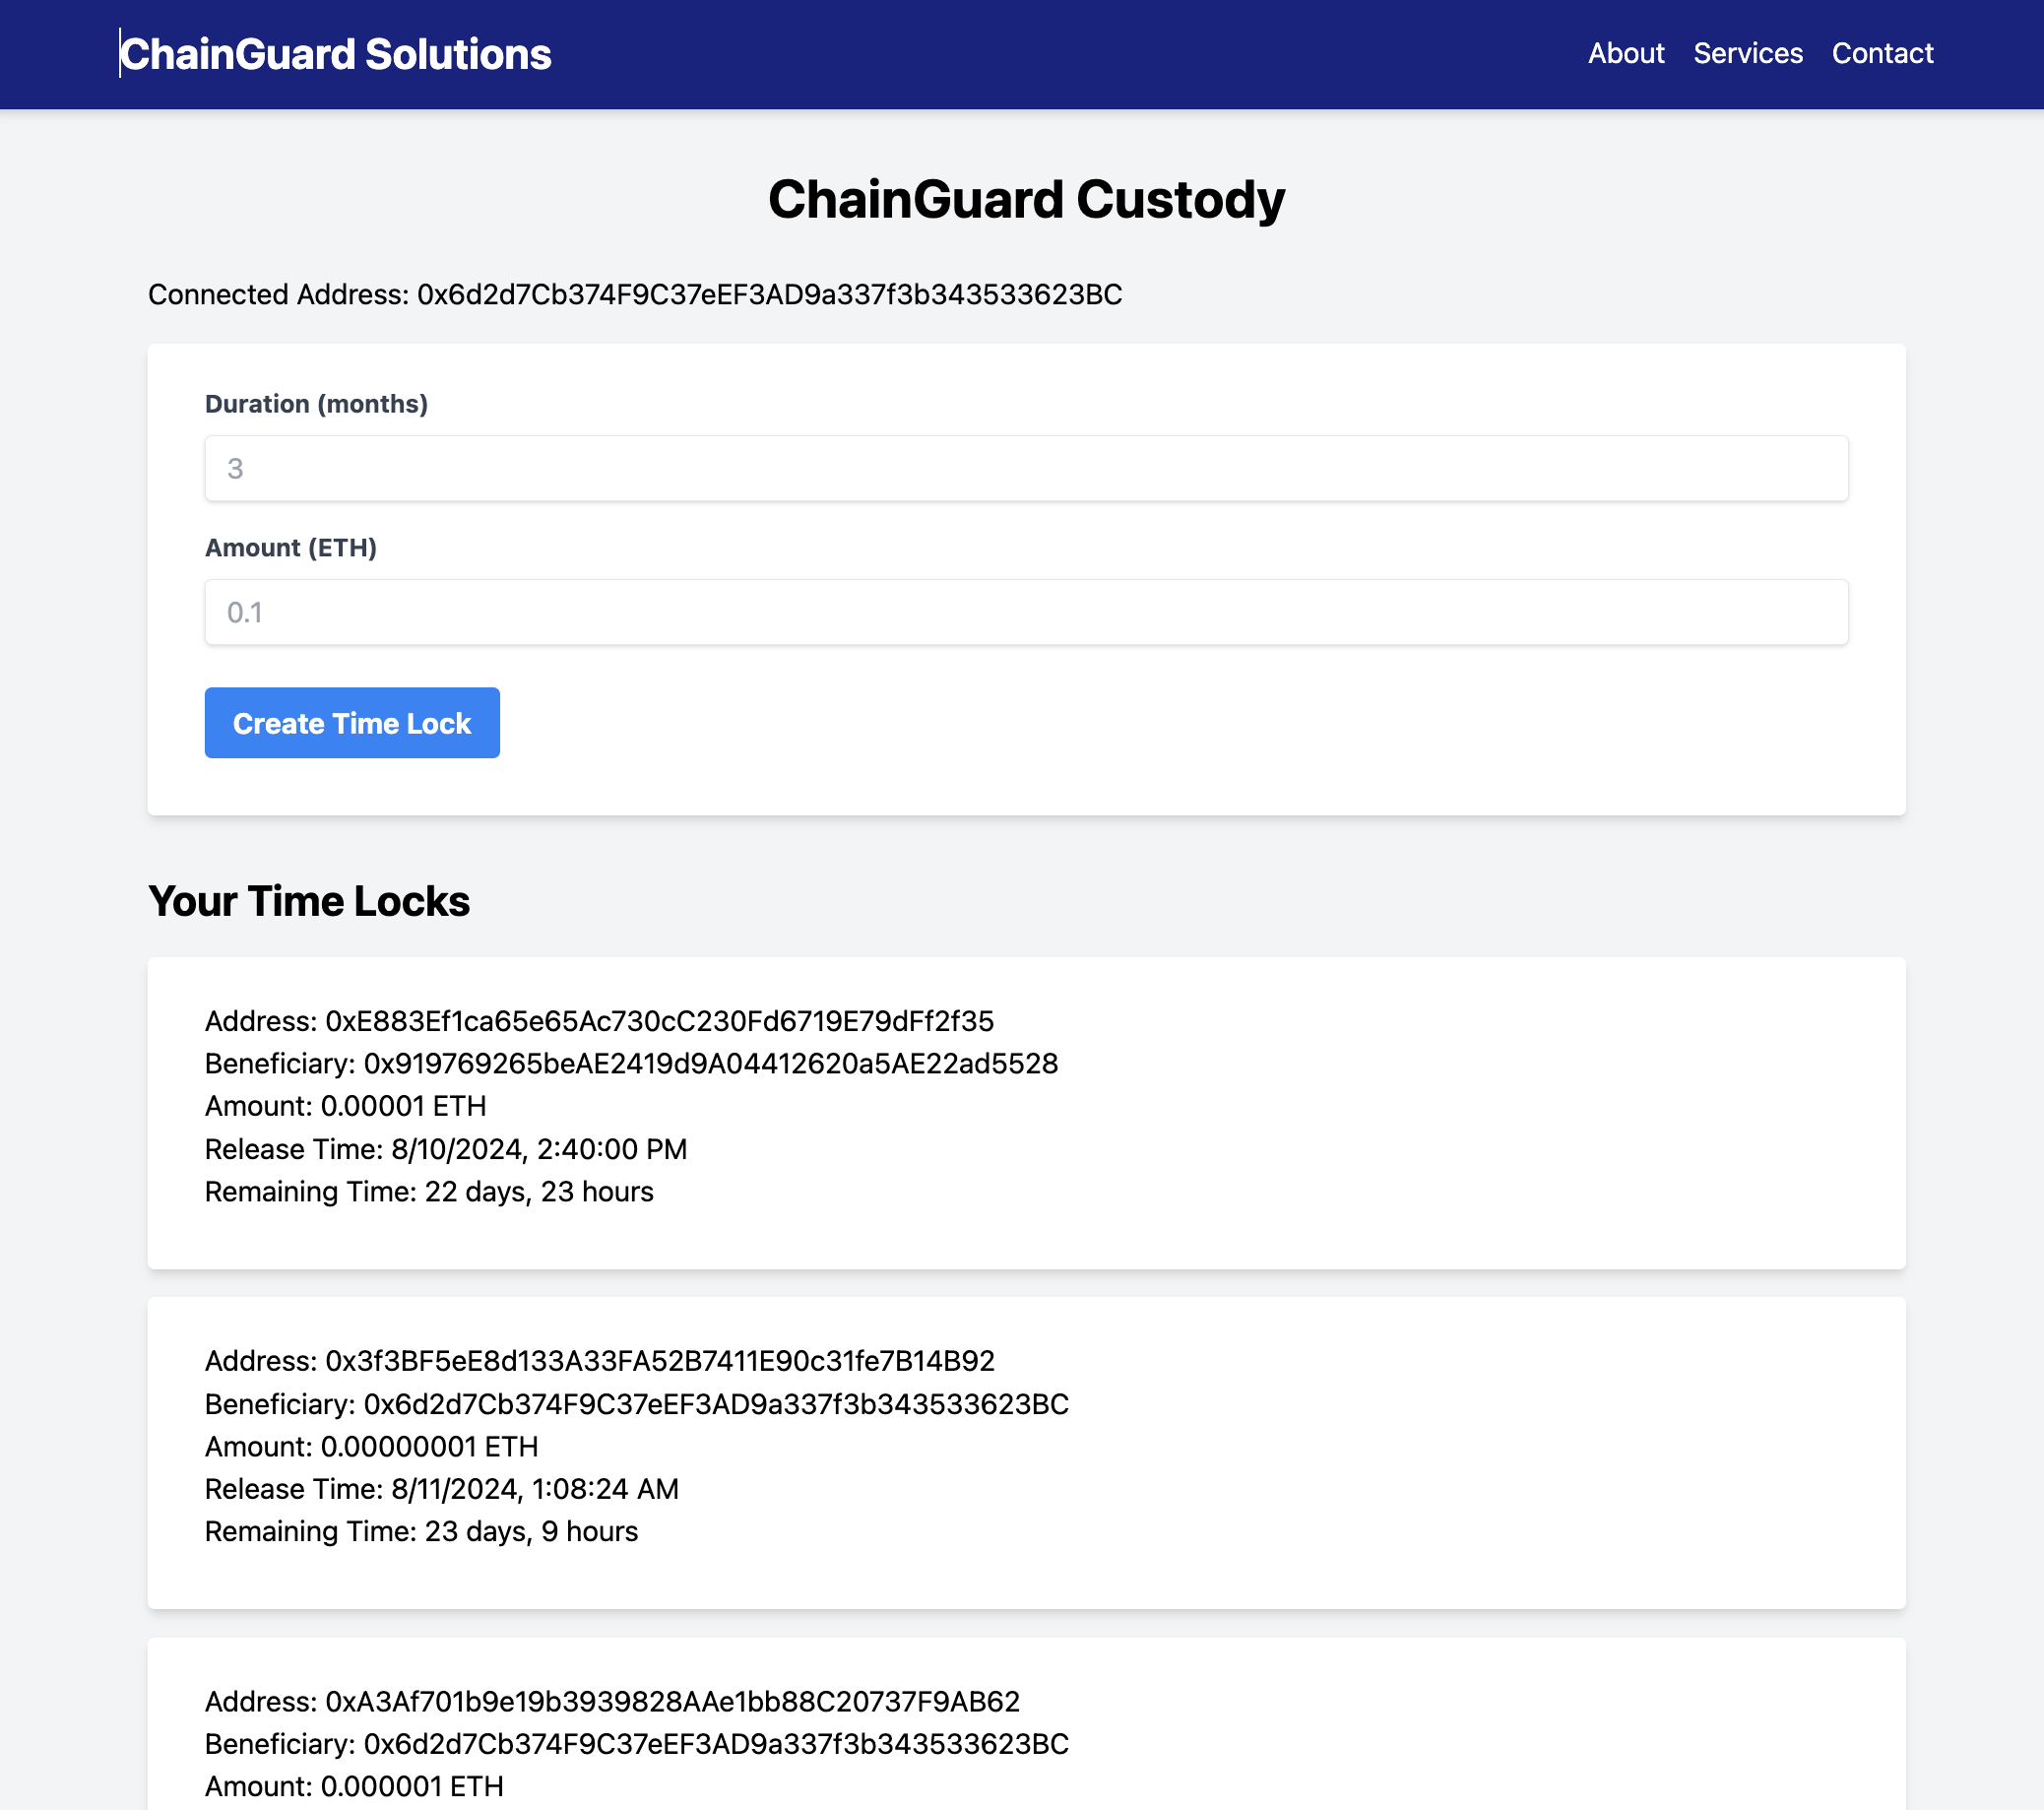 ChainGuard Solutions
About Services Contact
ChainGuard Custody
Connected Address: 0x6d2d7Cb374F9C37eEF3AD9a337f3b343533623BC
Duration (months)
3
Amount (ETH)
0.1
Create Time Lock
Your Time Locks
Address: 0xE883Ef1ca65e65Ac730cC230Fd6719E79dFf2f35
Beneficiary: 0x919769265beAE2419d9A04412620a5AE22ad5528
Amount: 0.00001 ETH
Release Time: 8/10/2024, 2:40:00 PM
Remaining Time: 22 days, 23 hours
Address: 0x3f3BF5eE8d133A33FA52B7411E90c31fe7B14B92
Beneficiary: 0x6d2d7Cb374F9C37eEF3AD9a337f3b343533623BC
Amount: 0.00000001 ETH
Release Time: 8/11/2024, 1:08:24 AM
Remaining Time: 23 days, 9 hours
Address: 0xA3Af701b9e19b3939828AAe1bb88C20737F9AB62
Beneficiary: 0x6d2d7Cb374F9C37eEF3AD9a337f3b343533623BC
Amount: 0.000001 ETH